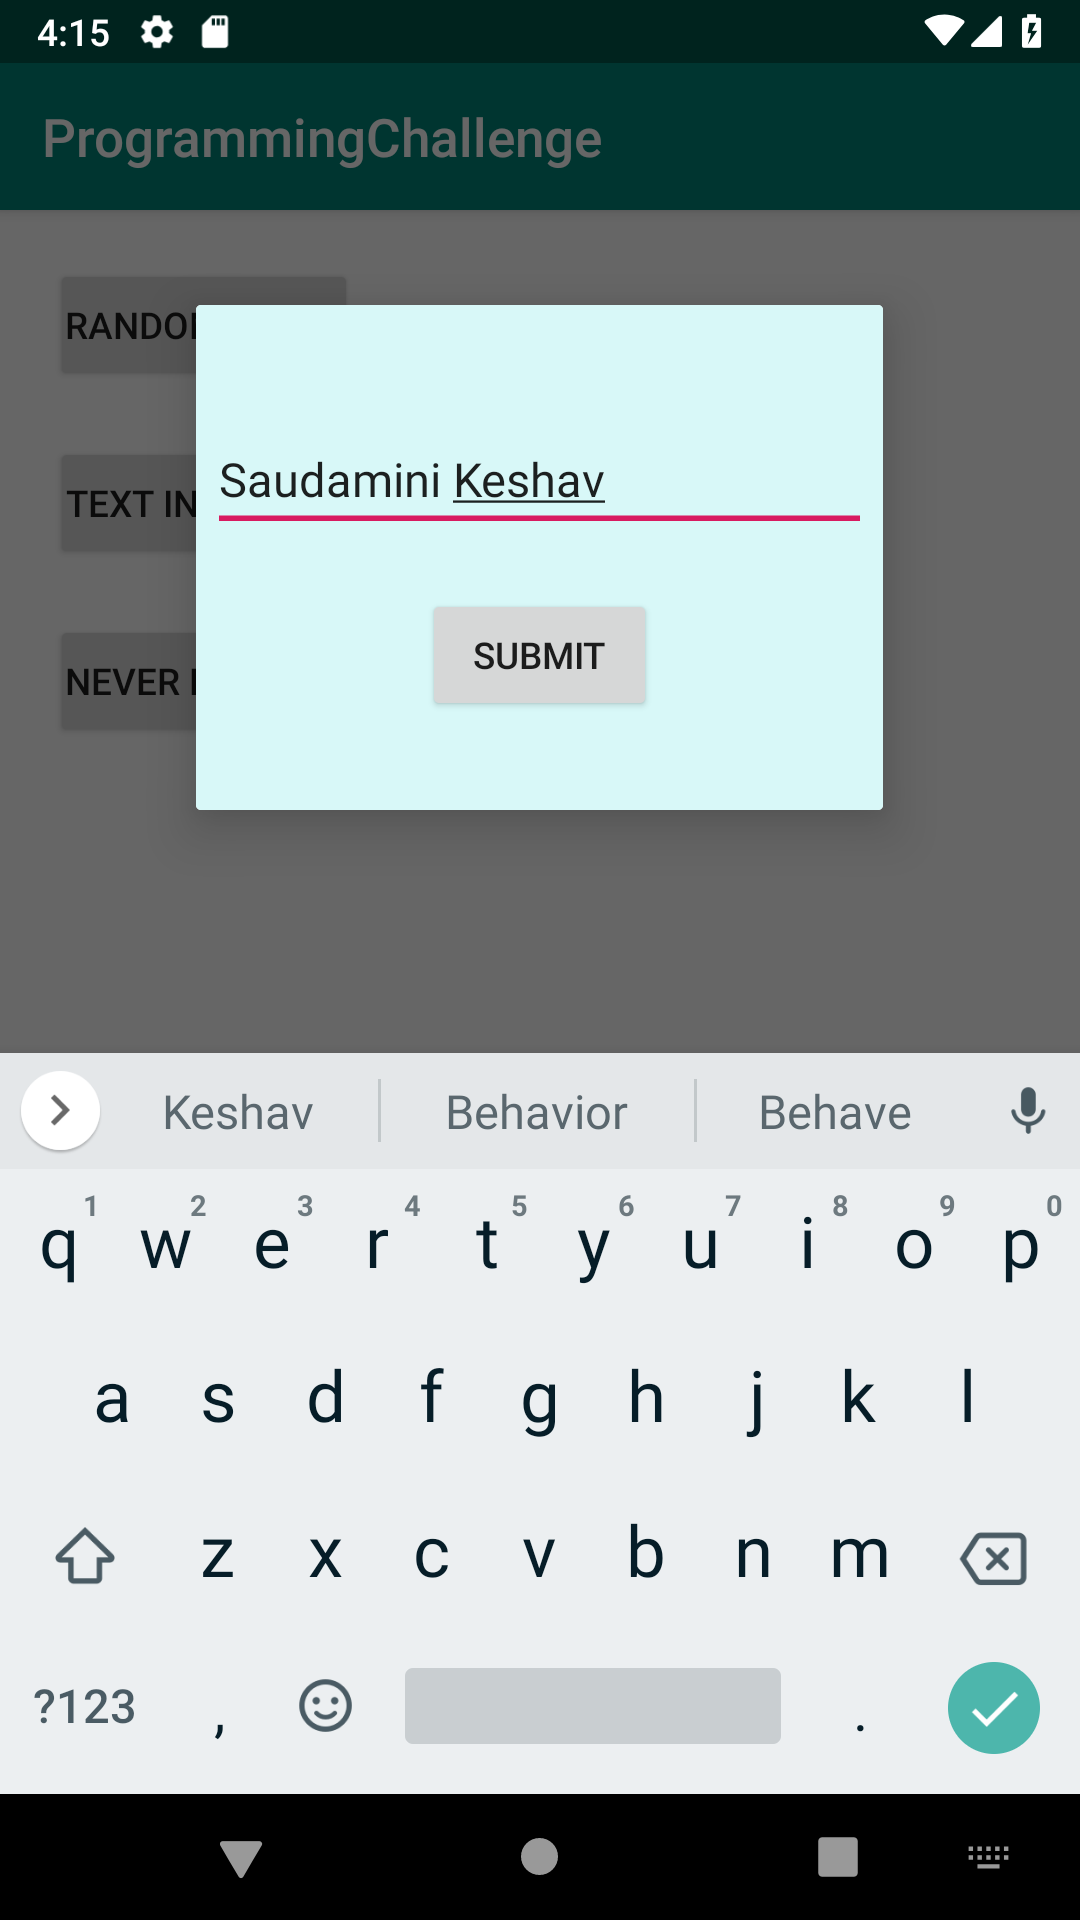 4:15
ProgrammingChallenge
RANDO
TEXT IN
NEVER
Saudamini Keshav
SUBMIT
Keshav Behavior Behave
1 2 3 4 5 6 7 8 9 0
q w e r t y u i o p
a s d f g h j k l
z x c v b n m
?123 , .